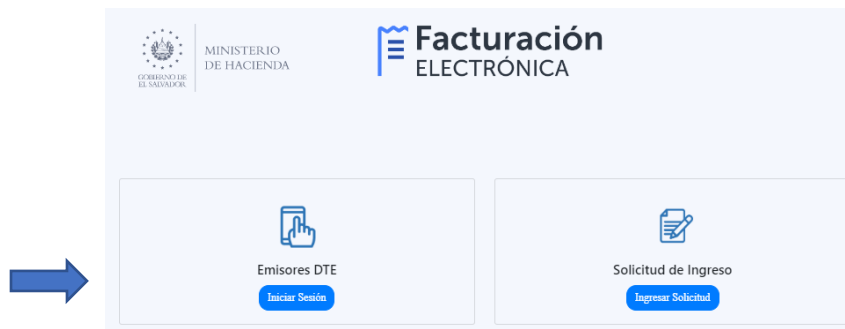 MINISTERIO
DE HACIENDA
GOBIERNO DE
EL SALVADOR
Facturación
ELECTRÓNICA
Emisores DTE
Iniciar Sesión
Solicitud de Ingreso
Ingresar Solicitud